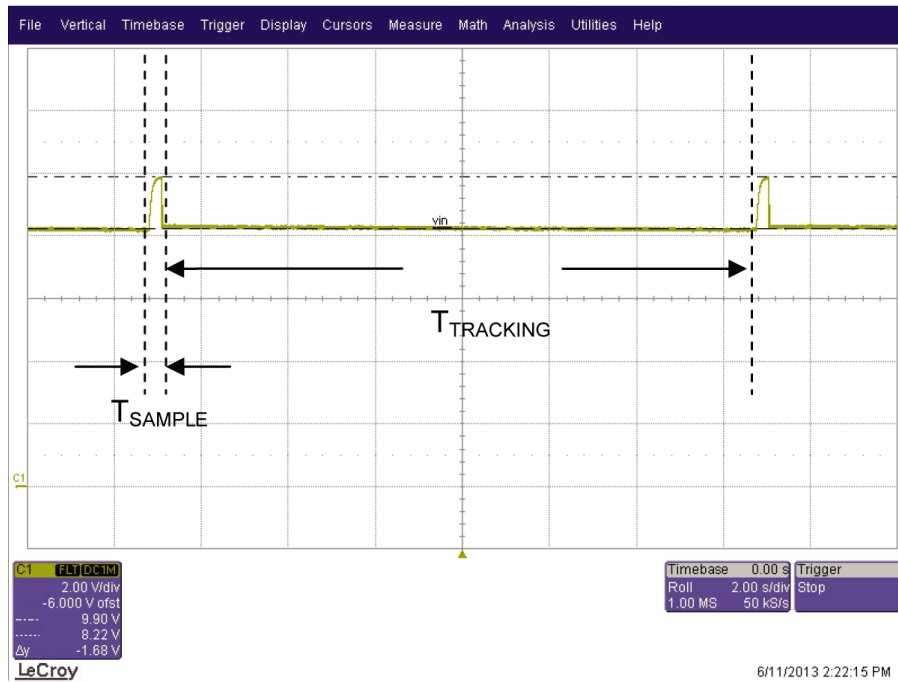 File Vertical Timebase Trigger Display Cursors Measure Math Analysis Utilities Help
vin
T TRACKING
T SAMPLE
C1
C1 FLT DC1M
2.00 V/div
-6.000 V ofst
9.90 V
8.22 V
Δy -1.68 V
Timebase 0.00 s
Roll 2.00 s/div
1.00 MS 50 kS/s
Trigger
Stop
LeCroy
6/11/2013 2:22:15 PM